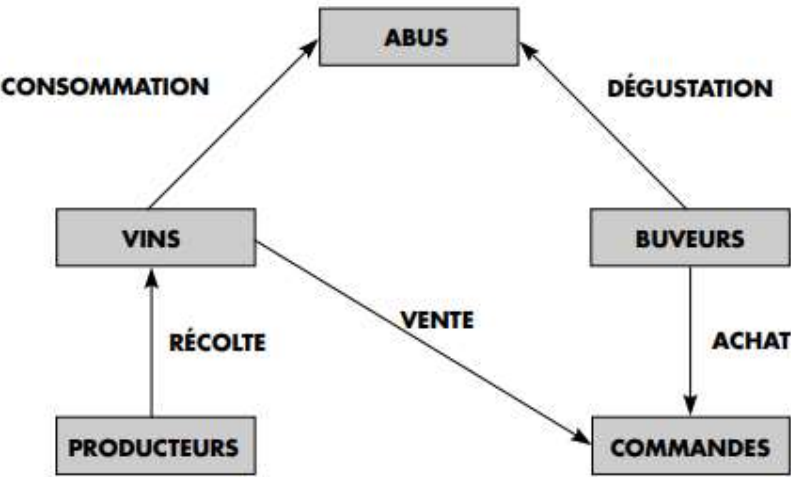 ABUS
CONSOMMATION
DÉGUSTATION
VINS
BUVEURS
VENTE
RÉCOLTE
ACHAT
PRODUCTEURS
COMMANDES